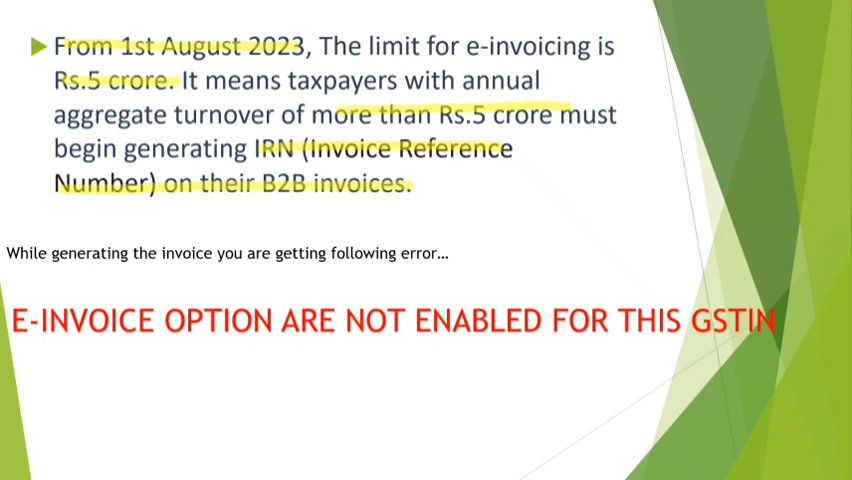 From 1st August 2023, The limit for e-invoicing is
Rs.5 crore. It means taxpayers with annual
aggregate turnover of more than Rs.5 crore must
begin generating IRN (Invoice Reference
Number) on their B2B invoices.
While generating the invoice you are getting following error...
E-INVOICE OPTION ARE NOT ENABLED FOR THIS GSTIN